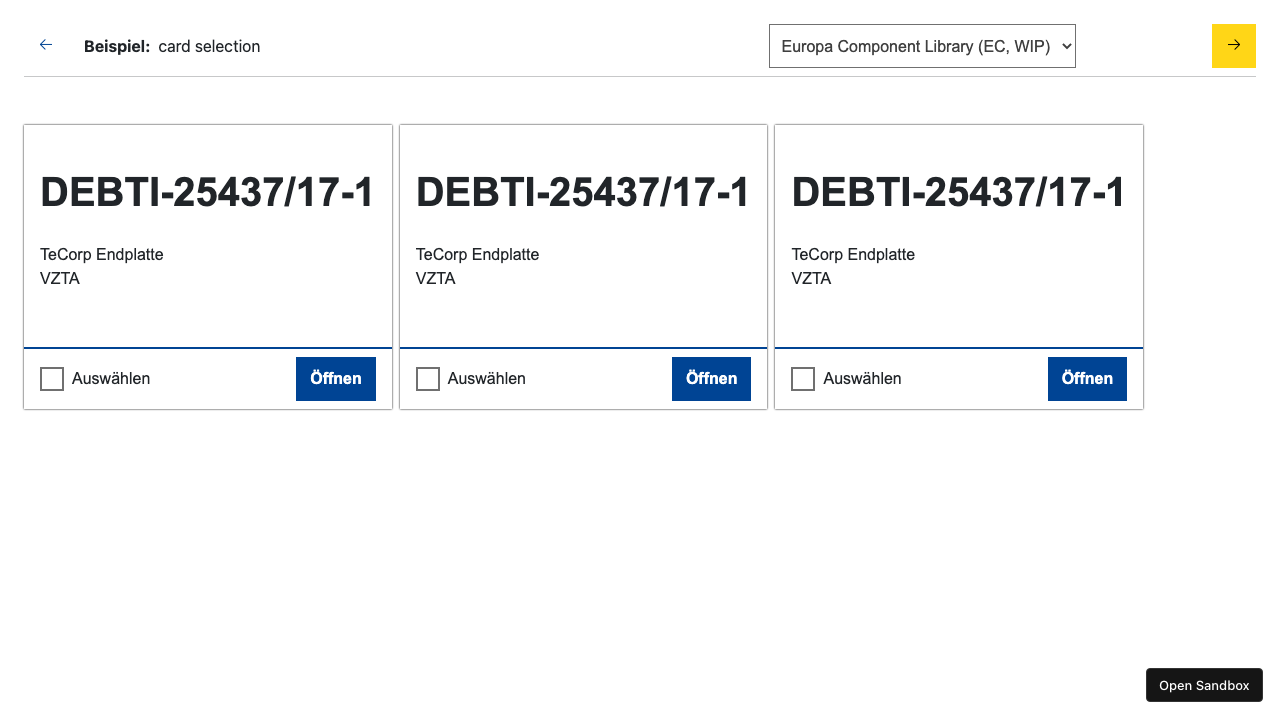 Beispiel: card selection
Europa Component Library (EC, WIP)
DEBTI-25437/17-1
TeCorp Endplatte
VZTA
Auswählen
Öffnen
DEBTI-25437/17-1
TeCorp Endplatte
VZTA
Auswählen
Öffnen
DEBTI-25437/17-1
TeCorp Endplatte
VZTA
Auswählen
Öffnen
Open Sandbox